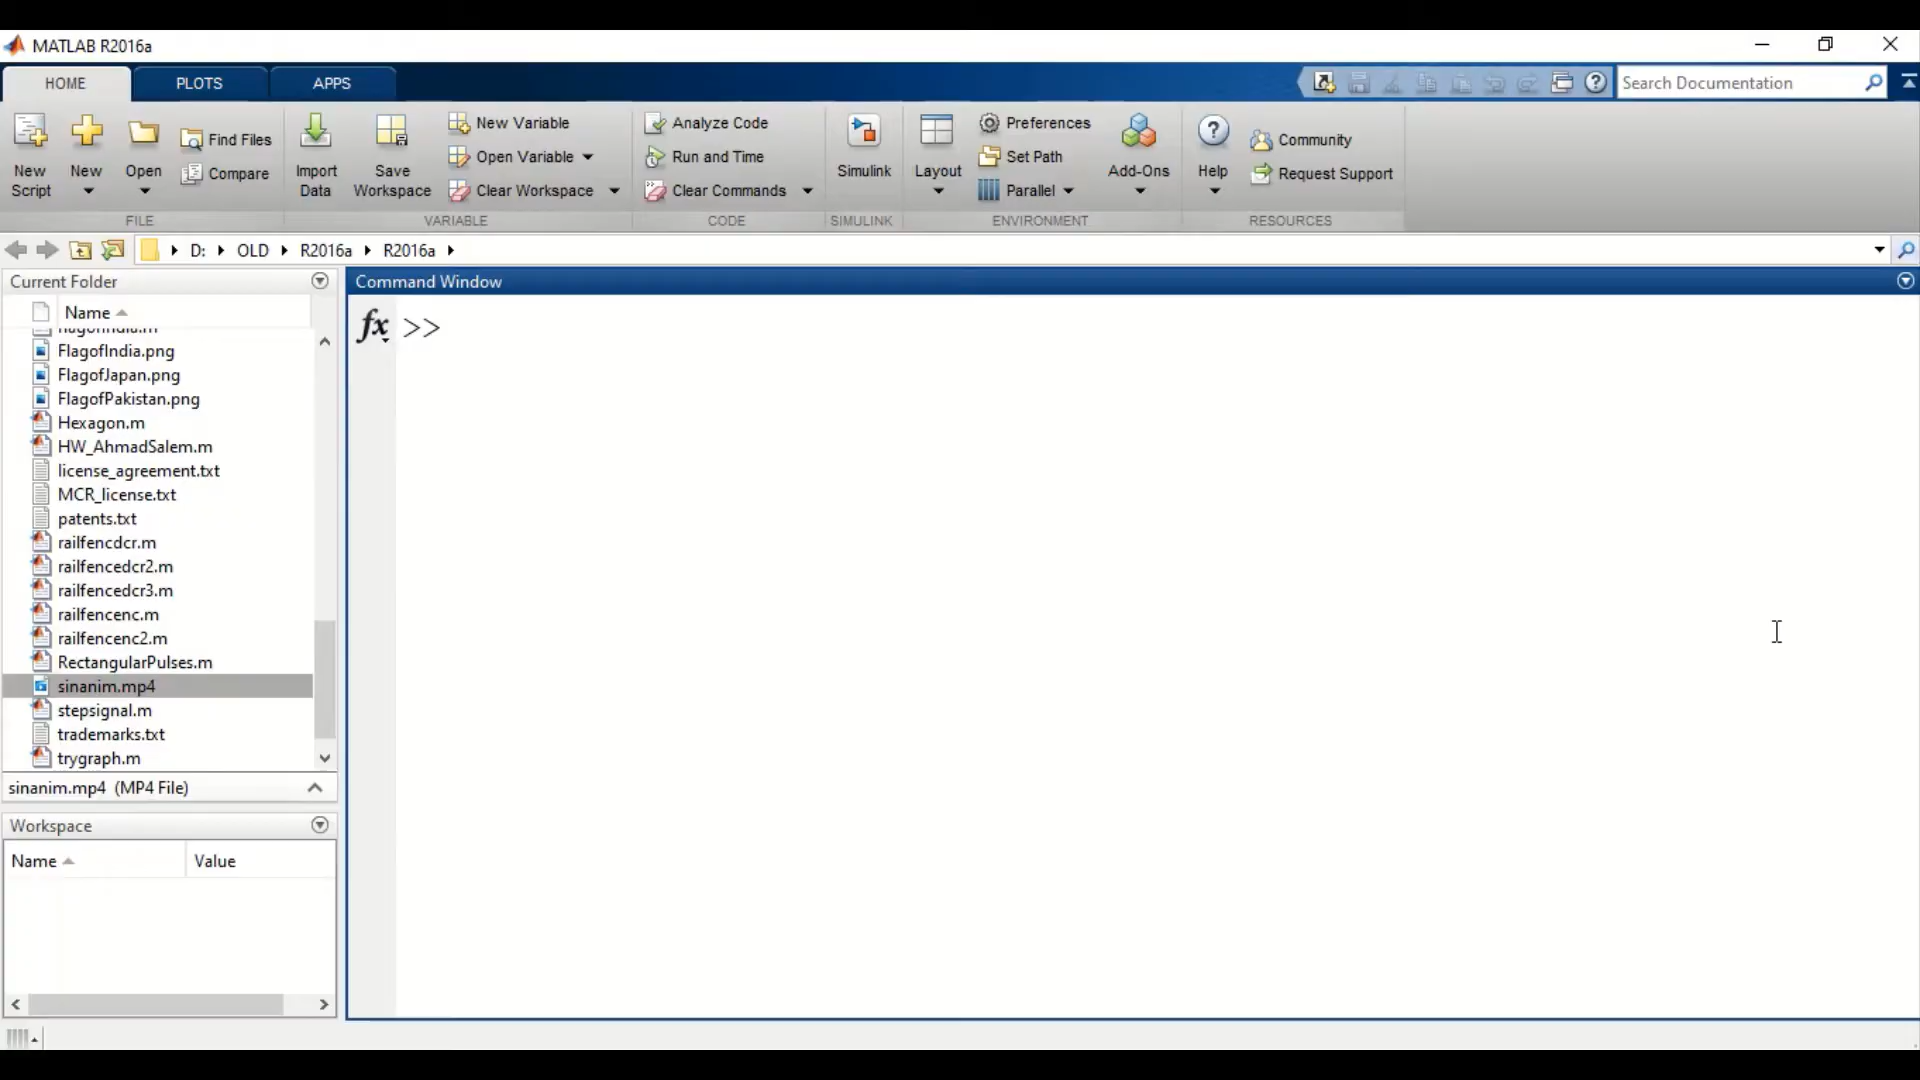 MATLAB R2016a
HOME PLOTS APPS
Search Documentation
New Script
New
Open
Find Files
Compare
Import Data
Save Workspace
New Variable
Open Variable
Clear Workspace
Analyze Code
Run and Time
Clear Commands
Simulink
Layout
Preferences
Set Path
Parallel
Add-Ons
Help
Community
Request Support
FILE VARIABLE CODE SIMULINK ENVIRONMENT RESOURCES
D: OLD R2016a R2016a
Current Folder
Name
flagofindia.m
FlagofIndia.png
FlagofJapan.png
FlagofPakistan.png
Hexagon.m
HW_AhmadSalem.m
license_agreement.txt
MCR_license.txt
patents.txt
railfencdcr.m
railfencedcr2.m
railfencedcr3.m
railfencenc.m
railfencenc2.m
RectangularPulses.m
sinanim.mp4
stepsignal.m
trademarks.txt
trygraph.m
sinanim.mp4 (MP4 File)
Workspace
Name Value
Command Window
fx >>